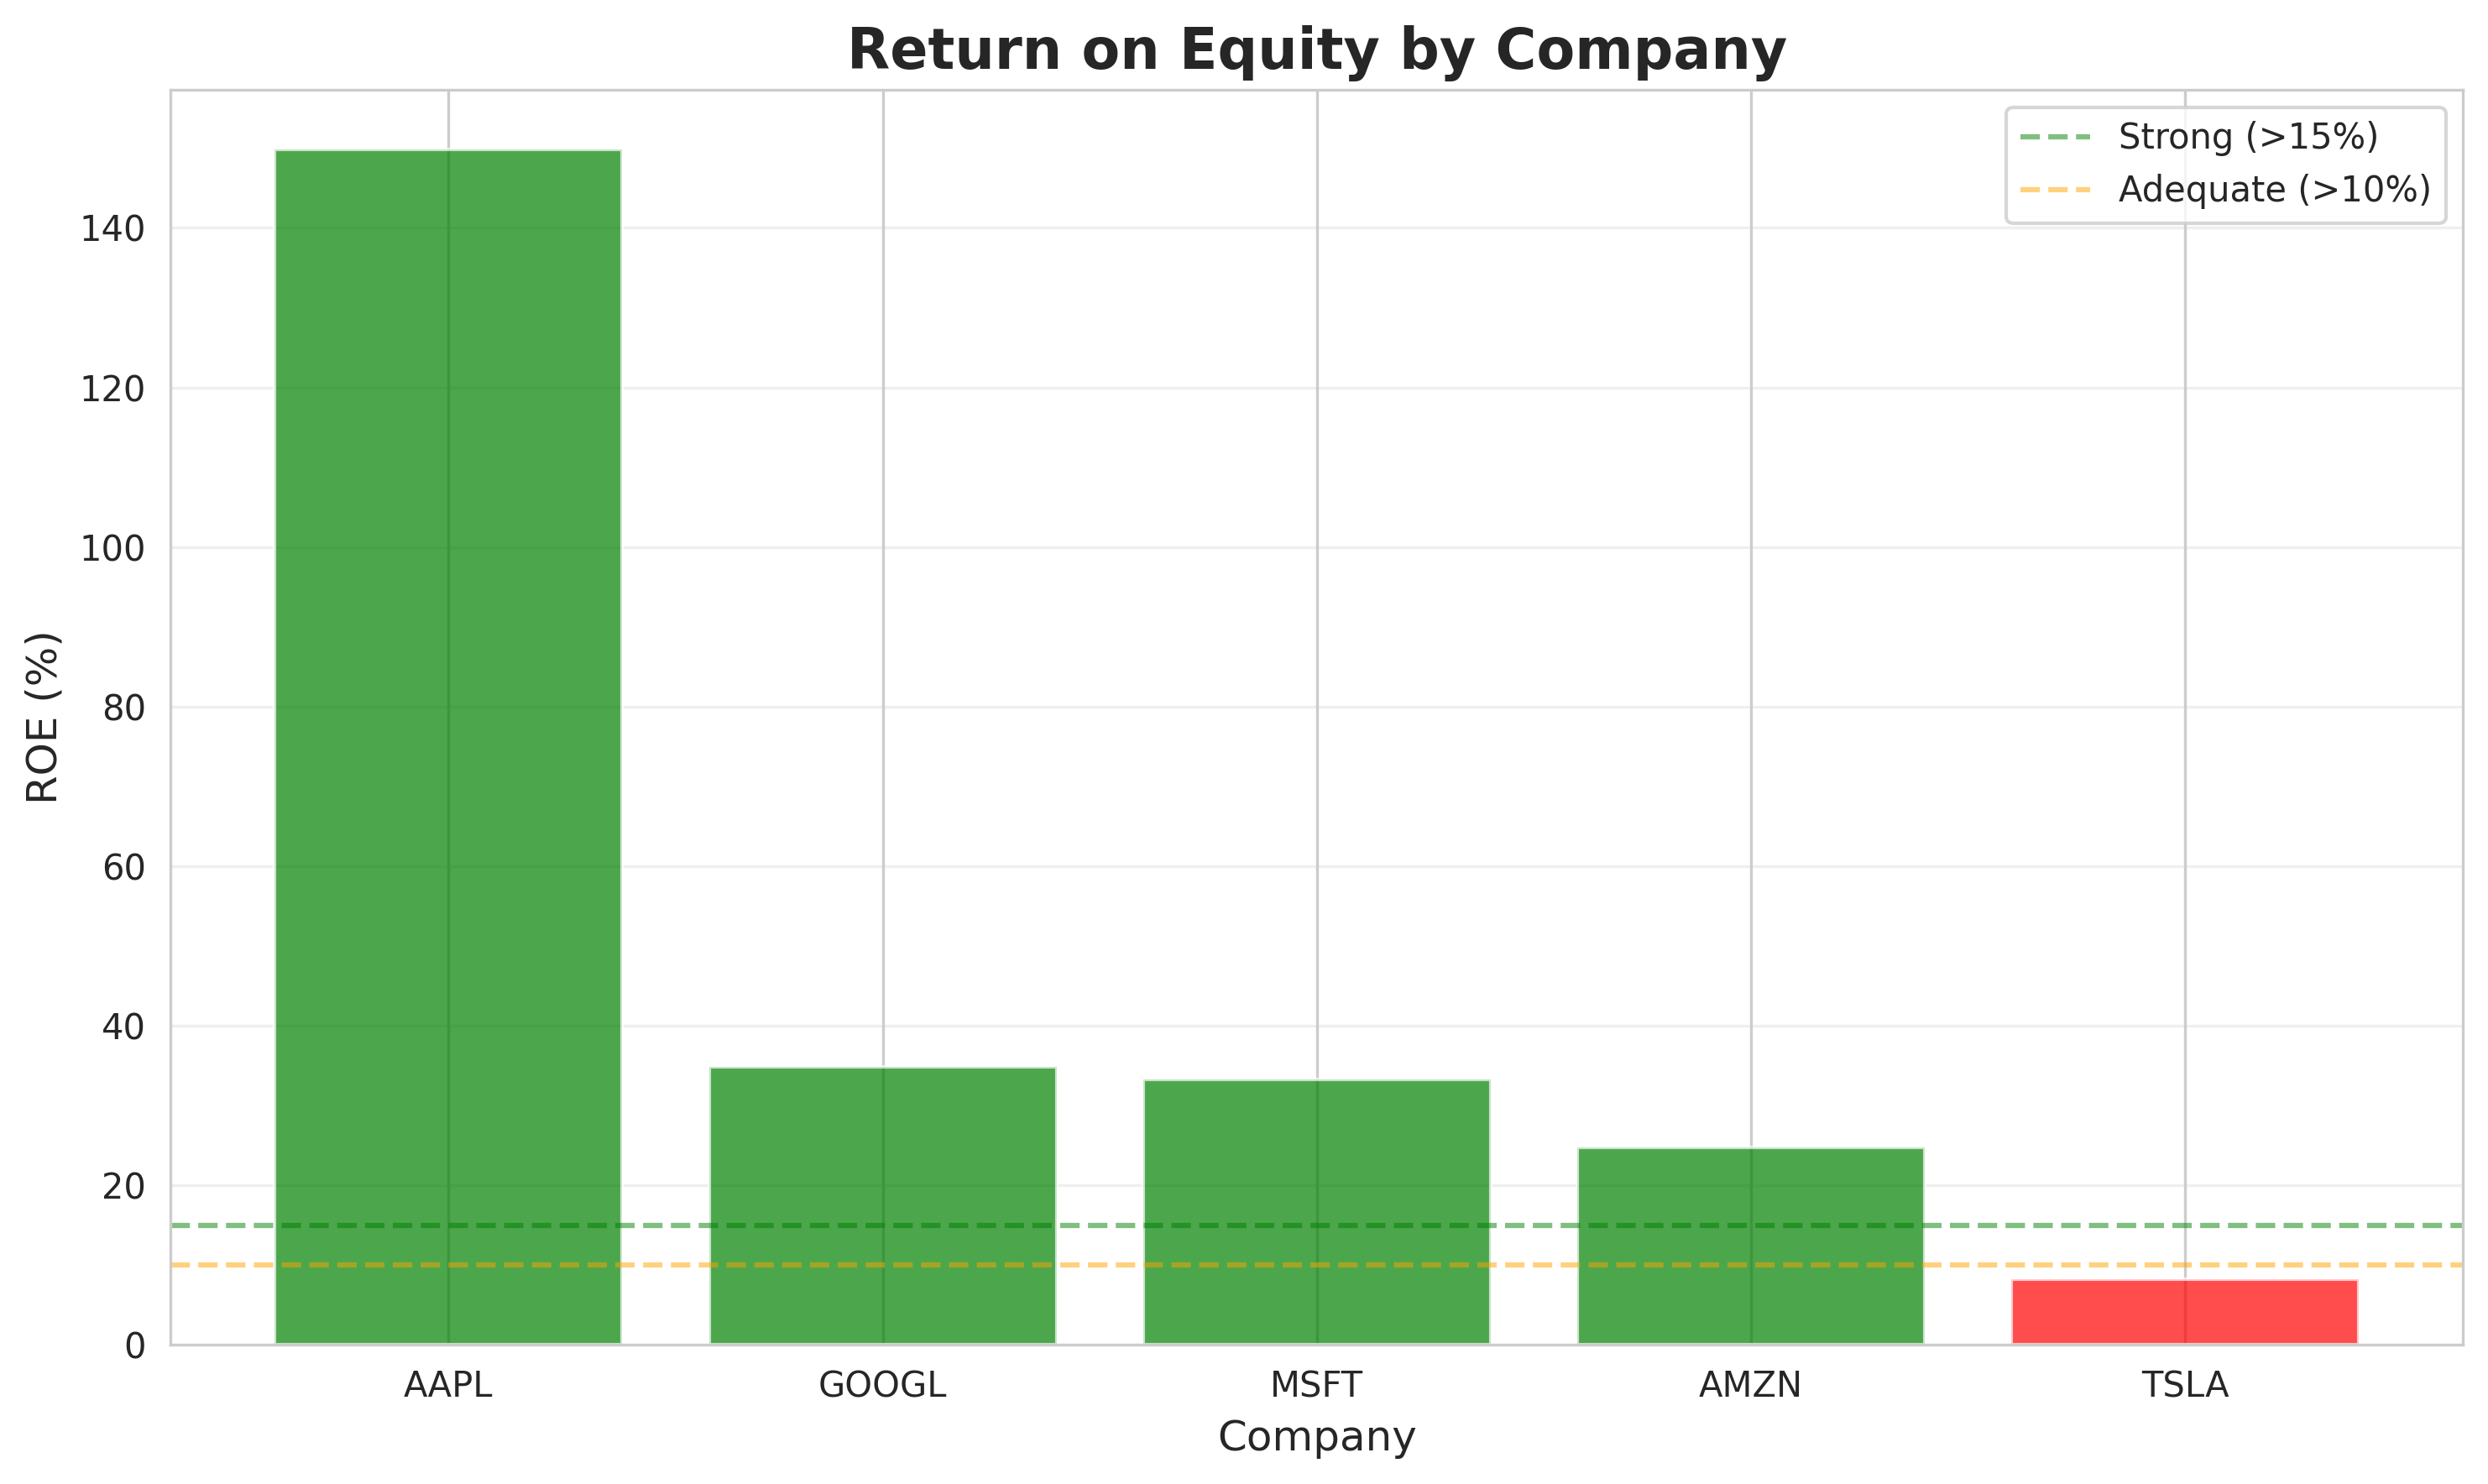 Return on Equity by Company
Strong (>15%)
Adequate (>10%)
ROE (%)
140
120
100
80
60
40
20
0
AAPL GOOGL MSFT AMZN TSLA
Company